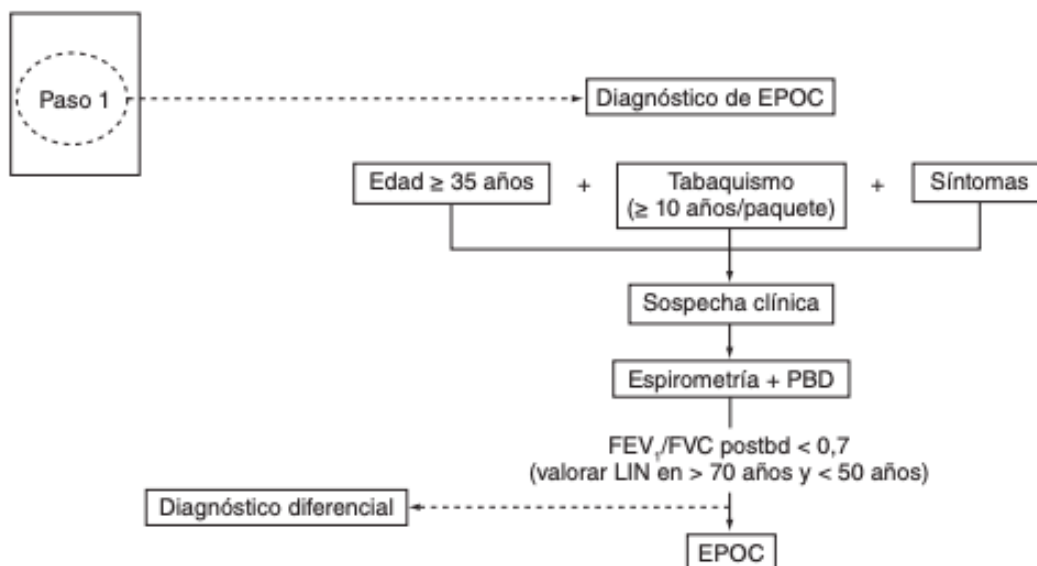 Paso 1
Diagnóstico de EPOC
Edad ≥ 35 años + Tabaquismo + Síntomas
(≥ 10 años/paquete)
Sospecha clínica
Espirometría + PBD
FEV₁/FVC postbd < 0,7
(valorar LIN en > 70 años y < 50 años)
Diagnóstico diferencial
EPOC